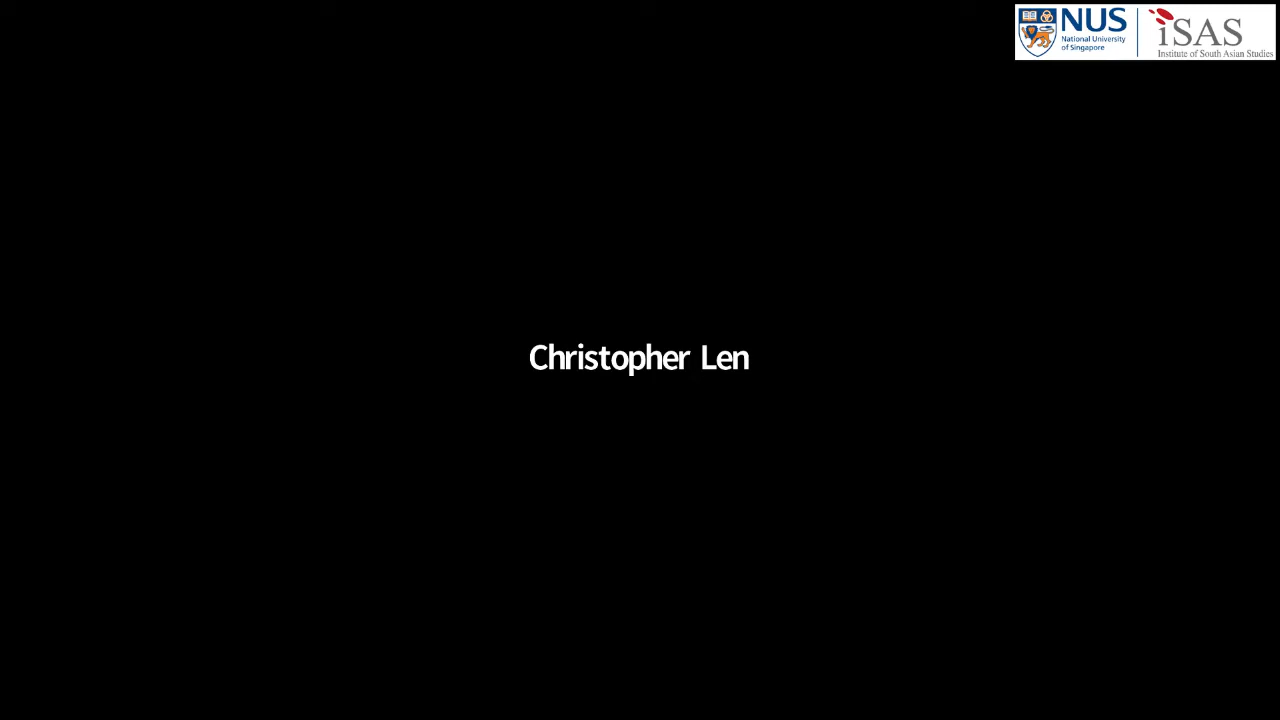 NUS
National University
of Singapore
iSAS
Institute of South Asian Studies
Christopher Len